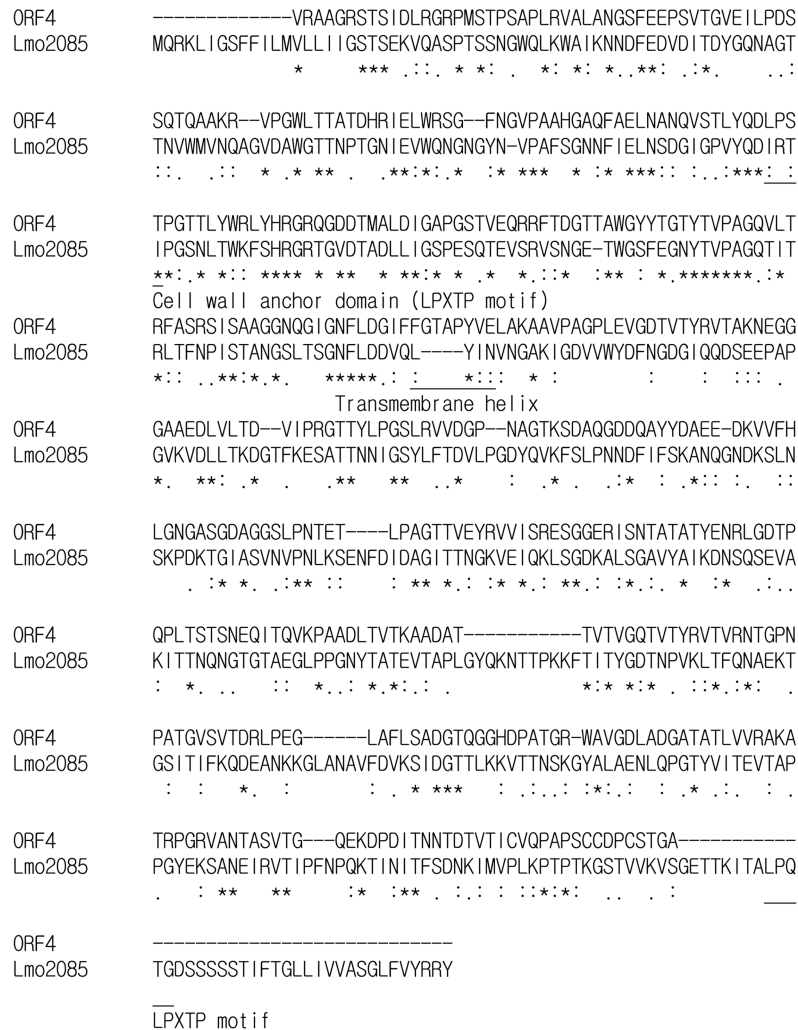 ORF4 -------------VRAAGRSTSIDLRGRPMSTPSAPLRVALANGSFEEPSVTGVEILPDS
Lmo2085 MQRKLIGSFFILMVLLIIGSTSEKVQASPTSSNGWQLKWAIKNNDFEDVDITDYGQNAGT
* *** .::. * *: . *: *: *..**: .:*. ..:
ORF4 SQTQAAKR--VPGWLTTATDHRIELWRSG--FNGVPAAHGAQFAELNANQVSTLYQDLPS
Lmo2085 TNVWMVNQAGVDAWGTTNPTGNIEVWQNGNGYN-VPAFSGNNFIELNSDGIGPVYQDIRT
::. .:: * .* ** . .**:*:.* :* *** * :* ***:: :..:***: :
ORF4 TPGTTLYWRLYHRGRQGDDTMALDIGAPGSTVEQRRFTDGTTAWGYYTGTYTVPAGQVLT
Lmo2085 IPGSNLTWKFSHRGRTGVDTADLLIGSPESQTEVSRVSNGE-TWGSFEGNYTVPAGQTIT
**:.* *:: **** * ** * **:* * .* *.::* :** : *.*******.:*
Cell wall anchor domain (LPXTP motif)
ORF4 RFASRSISAAGGNQGIGNFLDGIFFGTAPYVELAKAAVPAGPLEVGDTVTYRVTAKNEGG
Lmo2085 RLTFNPISTANGSLTSGNFLDDVQL----YINVNGAKIGDVVWYDFNGDGIQQDSEEPAP
*:: ..**:*.*. *****.: : *::: * : : : ::: .
Transmembrane helix
ORF4 GAAEDLVLTD--VIPRGTTYLPGSLRVVDGP--NAGTKSDAQGDDQAYYDAEE-DKVVFH
Lmo2085 GVKVDLLTKDGTFKESATTNNIGSYLFTDVLPGDYQVKFSLPNNDFIFSKANQGNDKSLN
*. **: .* . .** ** ..* : .* . .:* : .*:: :. ::
ORF4 LGNGASGDAGGSLPNTET----LPAGTTVEYRVVISRESGGERISNTATATYENRLGDTP
Lmo2085 SKPDKTGIASVNVPNLKSENFDIDAGITTNGKVEIQKLSGDKALSGAVYAIKDNSQSEVA
. :* *. .:** :: : ** *.: :* *.: **.: :*.:. * :* .:..
ORF4 QPLTSTSNEQITQVKPAADLTVTKAADAT-----------TVTVGQTVTYRVTVRNTGPN
Lmo2085 KITTNQNGTGTAEGLPPGNYTATEVTAPLGYQKNTTPKKFTITYGDTNPVKLTFQNAEKT
: *. .. :: *..: *.*:.: . *:* *:* . ::*.:*: .
ORF4 PATGVSVTDRLPEG------LAFLSADGTQGGHDPATGR-WAVGDLADGATATLVVRAKA
Lmo2085 GSITIFKQDEANKKGLANAVFDVKSIDGTTLKKVTTNSKGYALAENLQPGTYVITEVTAP
: : *. : : . * *** : .:..: :*:.: : .* .: : .
ORF4 TRPGRVANTASVTG---QEKDPDITNNTDTVTICVQPAPSCCDPCSTGA-----------
Lmo2085 PGYEKSANEIRVTIPFNPQKTINITFSDNKIMVPLKPTPTKGSTVVKVSGETTKITALPQ
. : ** ** :* :** . :.: : ::*:*: .. . :
ORF4 ----------------------------
Lmo2085 TGDSSSSSTIFTGLLIVVASGLFVYRRY
LPXTP motif